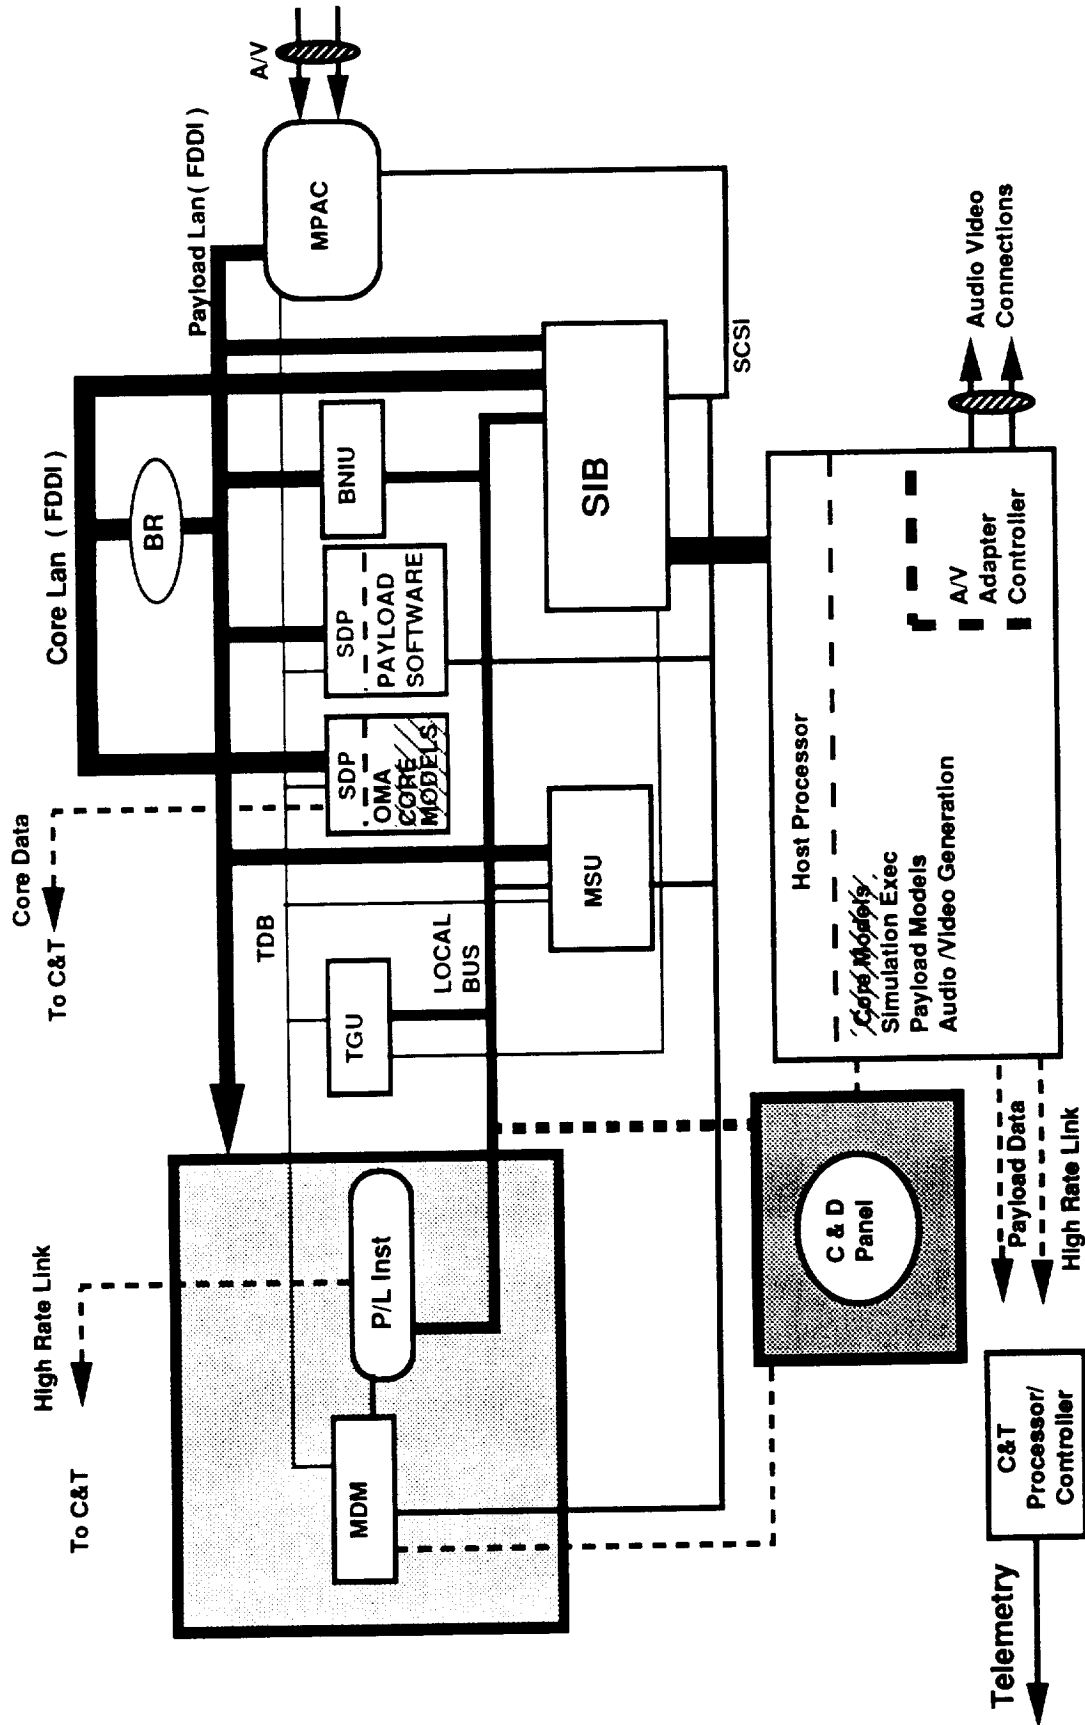 Core Data
To C&T
High Rate Link
To C&T
Core Lan ( FDDI )
Payload Lan ( FDDI )
A/V
BR
MPAC
TDB
SDP
OMA
CORE
MODELS
SDP
PAYLOAD
SOFTWARE
BNIU
TGU
LOCAL
BUS
P/L Inst
MDM
MSU
SIB
SCSI
Host Processor
Core Models
Simulation Exec
Payload Models
Audio /Video Generation
A/V
Adapter
Controller
Audio Video
Connections
C & D
Panel
Payload Data
High Rate Link
C&T
Processor/
Controller
Telemetry